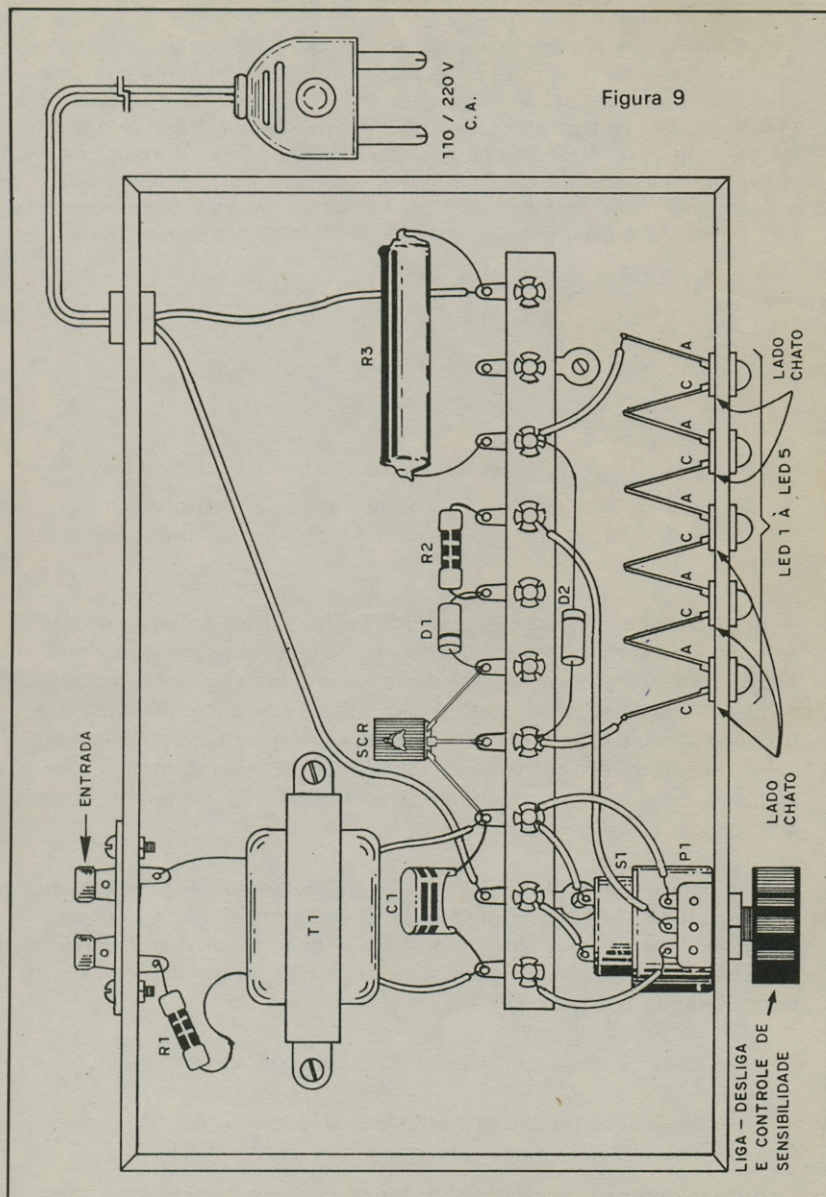 Figura 9
110 / 220 V
C. A.
ENTRADA
R1
T1
C1
SCR
D1
R2
R3
D2
S1
P1
C
A
C
A
C
A
C
A
C
A
LED 1 À LED 5
LADO
CHATO
LADO
CHATO
LIGA - DESLIGA
E CONTROLE DE
SENSIBILIDADE